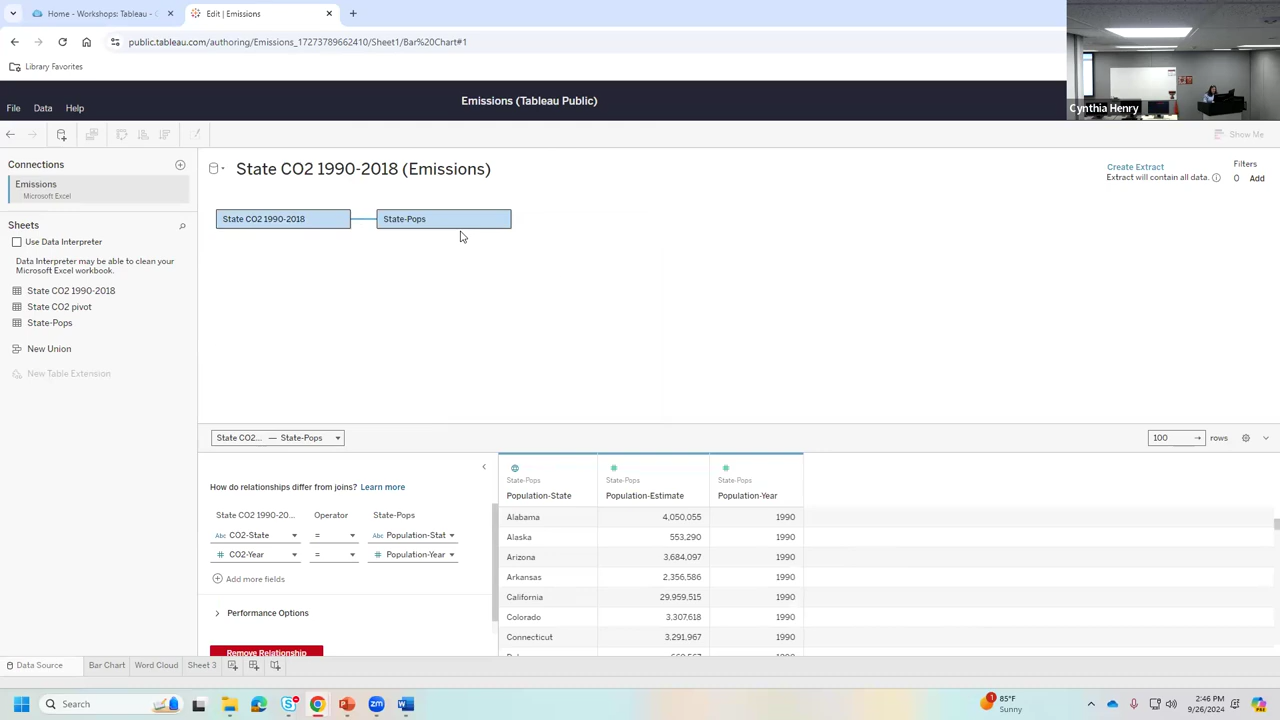 Home - Workshops: Tableau - C
Edit | Emissions
public.tableau.com/authoring/Emissions_17273789662410/Sheet1/Bar%20Chart#1
Library Favorites
Cynthia Henry
Emissions (Tableau Public)
File Data Help
Show Me
Connections
Emissions
Microsoft Excel
Sheets
Use Data Interpreter
Data Interpreter may be able to clean your
Microsoft Excel workbook.
State CO2 1990-2018
State CO2 pivot
State-Pops
New Union
New Table Extension
State CO2 1990-2018 (Emissions)
Create Extract
Extract will contain all data.
Filters
0 Add
State CO2 1990-2018
State-Pops
State CO2... — State-Pops
100 → rows
How do relationships differ from joins? Learn more
State CO2 1990-20... Operator State-Pops
Abc CO2-State = Abc Population-Stat
# CO2-Year = # Population-Year
Add more fields
Performance Options
Remove Relationship
State-Pops State-Pops State-Pops
Population-State Population-Estimate Population-Year
Alabama 4,050,055 1990
Alaska 553,290 1990
Arizona 3,684,097 1990
Arkansas 2,356,586 1990
California 29,959,515 1990
Colorado 3,307,618 1990
Connecticut 3,291,967 1990
Data Source Bar Chart Word Cloud Sheet 3
Search
1
85°F
Sunny
2:46 PM
9/26/2024